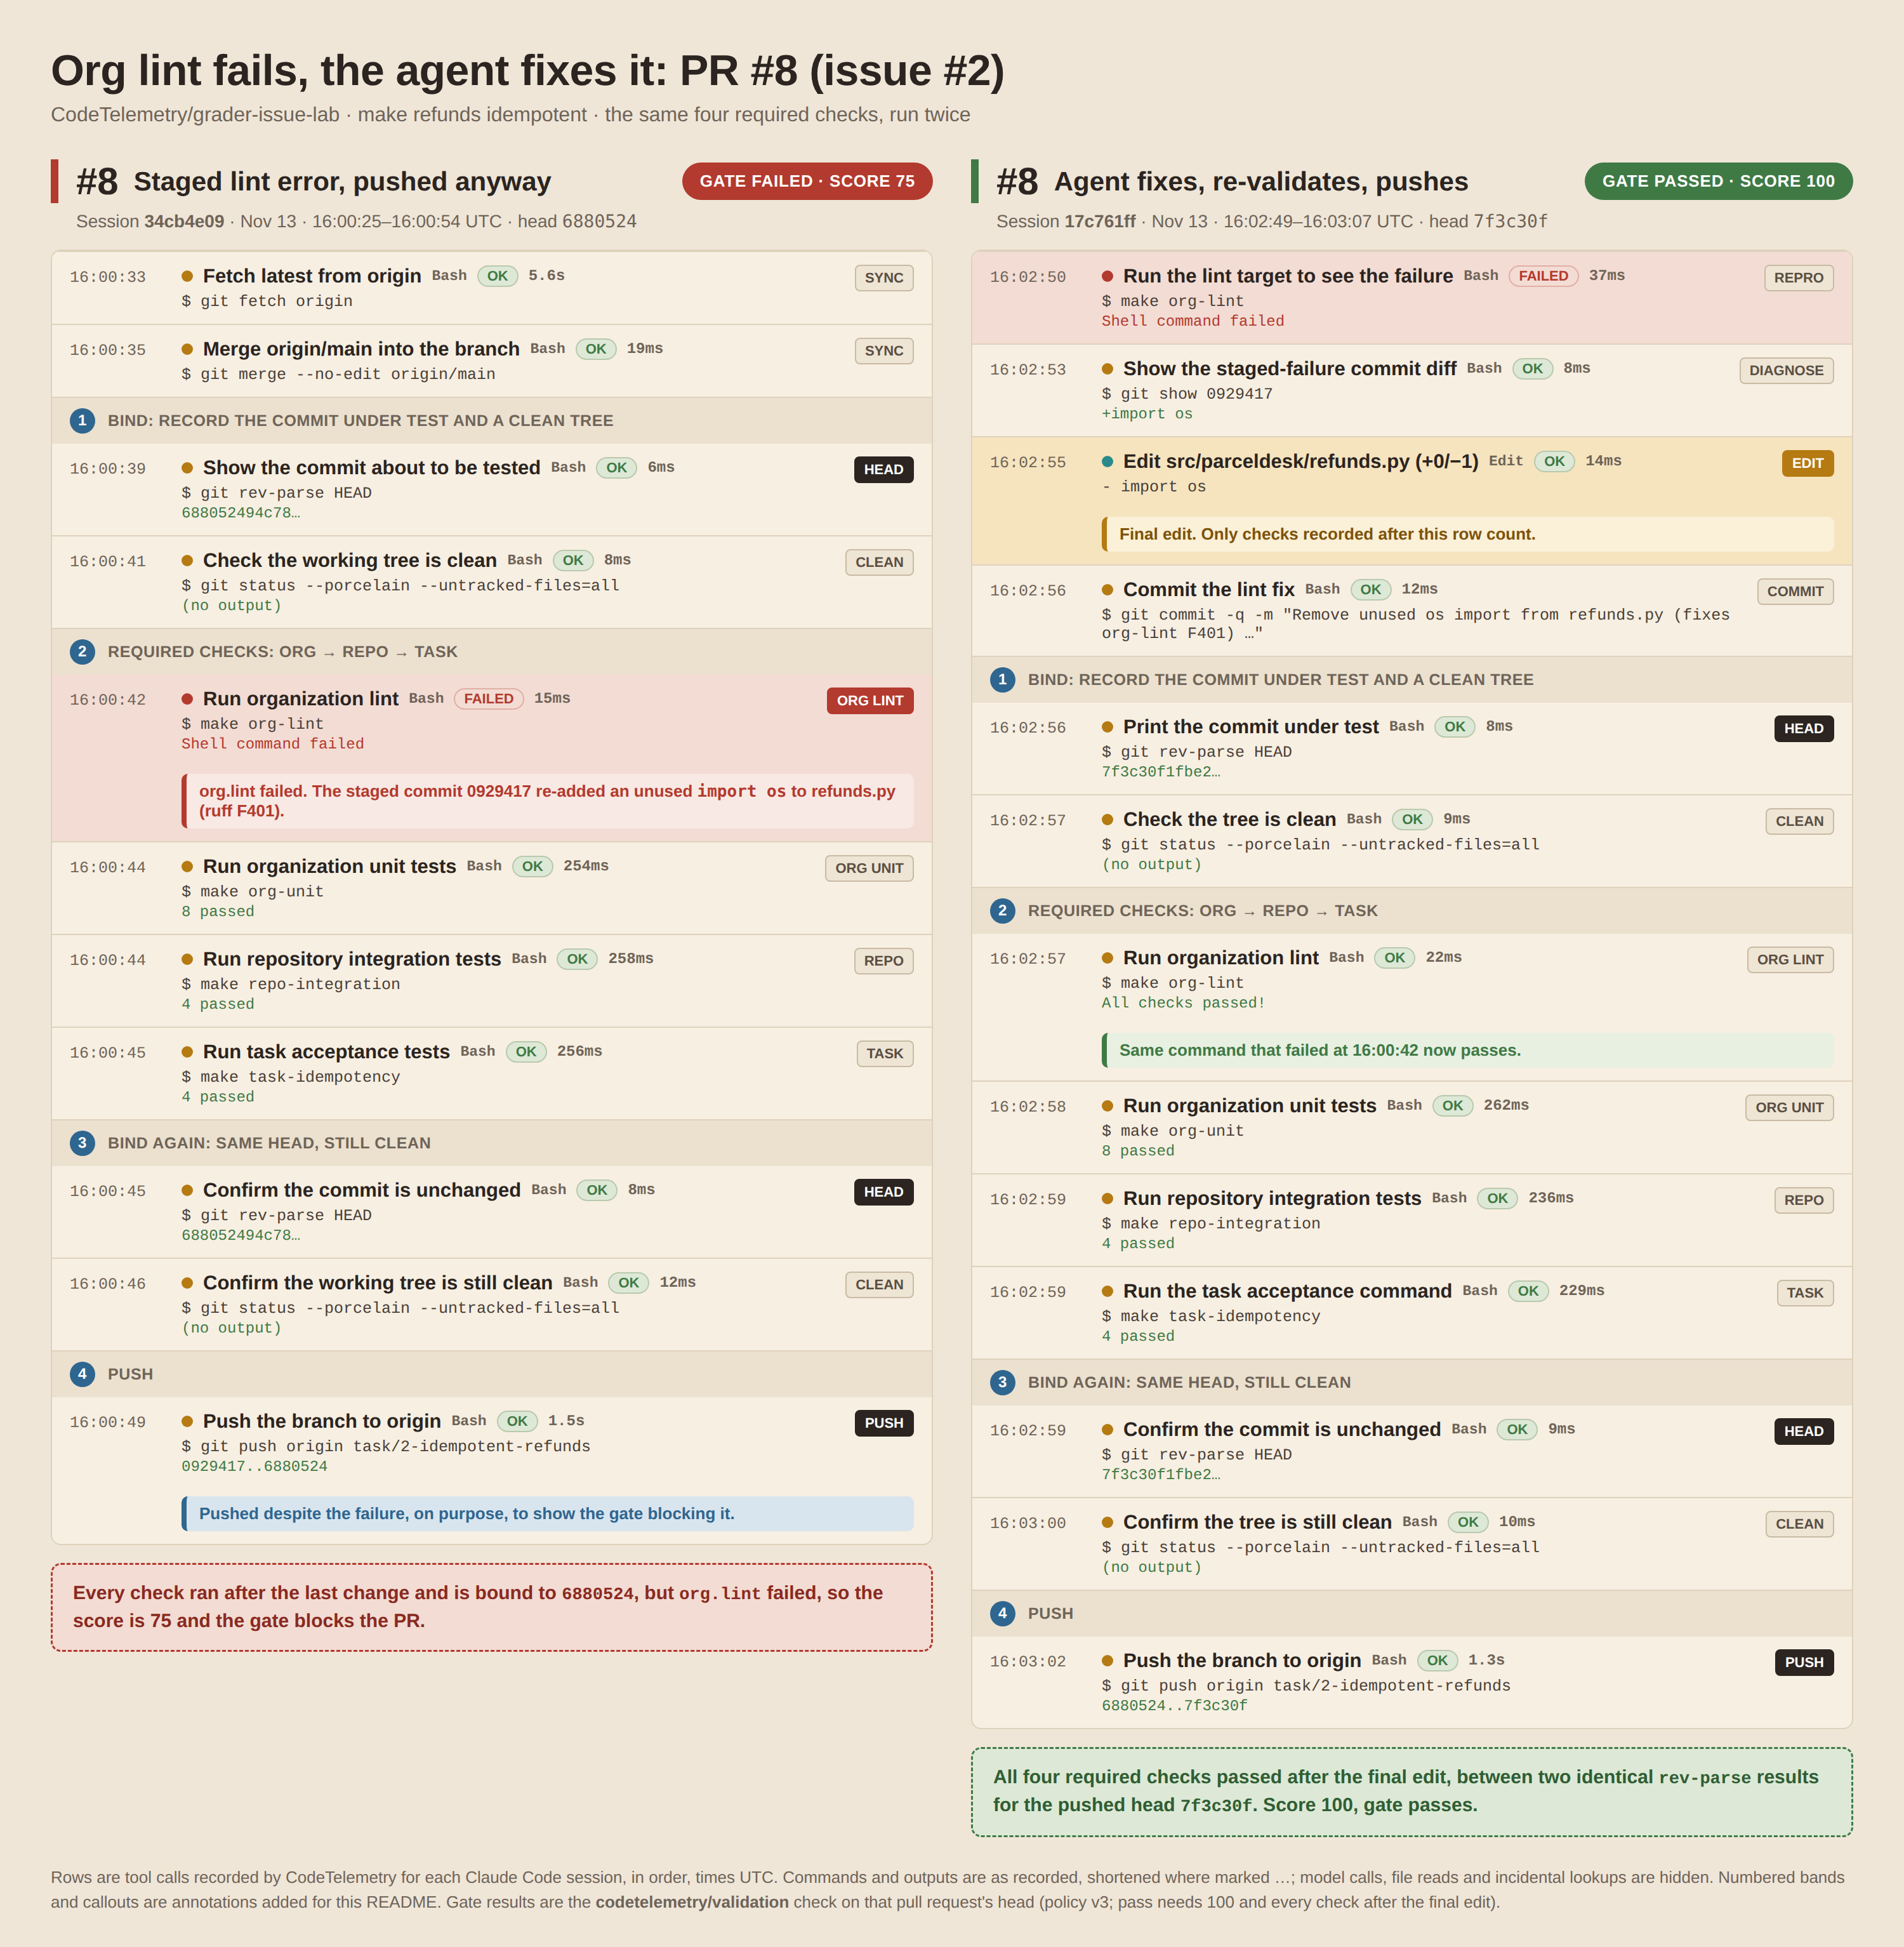 Org lint fails, the agent fixes it: PR #8 (issue #2)
CodeTelemetry/grader-issue-lab · make refunds idempotent · the same four required checks, run twice
#8 Staged lint error, pushed anyway
GATE FAILED · SCORE 75
Session 34cb4e09 · Nov 13 · 16:00:25–16:00:54 UTC · head 6880524
16:00:33 Fetch latest from origin Bash OK 5.6s SYNC
$ git fetch origin
16:00:35 Merge origin/main into the branch Bash OK 19ms SYNC
$ git merge --no-edit origin/main
1 BIND: RECORD THE COMMIT UNDER TEST AND A CLEAN TREE
16:00:39 Show the commit about to be tested Bash OK 6ms HEAD
$ git rev-parse HEAD
688052494c78…
16:00:41 Check the working tree is clean Bash OK 8ms CLEAN
$ git status --porcelain --untracked-files=all
(no output)
2 REQUIRED CHECKS: ORG → REPO → TASK
16:00:42 Run organization lint Bash FAILED 15ms ORG LINT
$ make org-lint
Shell command failed
org.lint failed. The staged commit 0929417 re-added an unused import os to refunds.py
(ruff F401).
16:00:44 Run organization unit tests Bash OK 254ms ORG UNIT
$ make org-unit
8 passed
16:00:44 Run repository integration tests Bash OK 258ms REPO
$ make repo-integration
4 passed
16:00:45 Run task acceptance tests Bash OK 256ms TASK
$ make task-idempotency
4 passed
3 BIND AGAIN: SAME HEAD, STILL CLEAN
16:00:45 Confirm the commit is unchanged Bash OK 8ms HEAD
$ git rev-parse HEAD
688052494c78…
16:00:46 Confirm the working tree is still clean Bash OK 12ms CLEAN
$ git status --porcelain --untracked-files=all
(no output)
4 PUSH
16:00:49 Push the branch to origin Bash OK 1.5s PUSH
$ git push origin task/2-idempotent-refunds
0929417..6880524
Pushed despite the failure, on purpose, to show the gate blocking it.
Every check ran after the last change and is bound to 6880524, but org.lint failed, so the
score is 75 and the gate blocks the PR.
#8 Agent fixes, re-validates, pushes
GATE PASSED · SCORE 100
Session 17c761ff · Nov 13 · 16:02:49–16:03:07 UTC · head 7f3c30f
16:02:50 Run the lint target to see the failure Bash FAILED 37ms REPRO
$ make org-lint
Shell command failed
16:02:53 Show the staged-failure commit diff Bash OK 8ms DIAGNOSE
$ git show 0929417
+import os
16:02:55 Edit src/parceldesk/refunds.py (+0/−1) Edit OK 14ms EDIT
- import os
Final edit. Only checks recorded after this row count.
16:02:56 Commit the lint fix Bash OK 12ms COMMIT
$ git commit -q -m "Remove unused os import from refunds.py (fixes
org-lint F401) …"
1 BIND: RECORD THE COMMIT UNDER TEST AND A CLEAN TREE
16:02:56 Print the commit under test Bash OK 8ms HEAD
$ git rev-parse HEAD
7f3c30f1fbe2…
16:02:57 Check the tree is clean Bash OK 9ms CLEAN
$ git status --porcelain --untracked-files=all
(no output)
2 REQUIRED CHECKS: ORG → REPO → TASK
16:02:57 Run organization lint Bash OK 22ms ORG LINT
$ make org-lint
All checks passed!
Same command that failed at 16:00:42 now passes.
16:02:58 Run organization unit tests Bash OK 262ms ORG UNIT
$ make org-unit
8 passed
16:02:59 Run repository integration tests Bash OK 236ms REPO
$ make repo-integration
4 passed
16:02:59 Run the task acceptance command Bash OK 229ms TASK
$ make task-idempotency
4 passed
3 BIND AGAIN: SAME HEAD, STILL CLEAN
16:02:59 Confirm the commit is unchanged Bash OK 9ms HEAD
$ git rev-parse HEAD
7f3c30f1fbe2…
16:03:00 Confirm the tree is still clean Bash OK 10ms CLEAN
$ git status --porcelain --untracked-files=all
(no output)
4 PUSH
16:03:02 Push the branch to origin Bash OK 1.3s PUSH
$ git push origin task/2-idempotent-refunds
6880524..7f3c30f
All four required checks passed after the final edit, between two identical rev-parse results
for the pushed head 7f3c30f. Score 100, gate passes.
Rows are tool calls recorded by CodeTelemetry for each Claude Code session, in order, times UTC. Commands and outputs are as recorded, shortened where marked …; model calls, file reads and incidental lookups are hidden. Numbered bands
and callouts are annotations added for this README. Gate results are the codetelemetry/validation check on that pull request's head (policy v3; pass needs 100 and every check after the final edit).